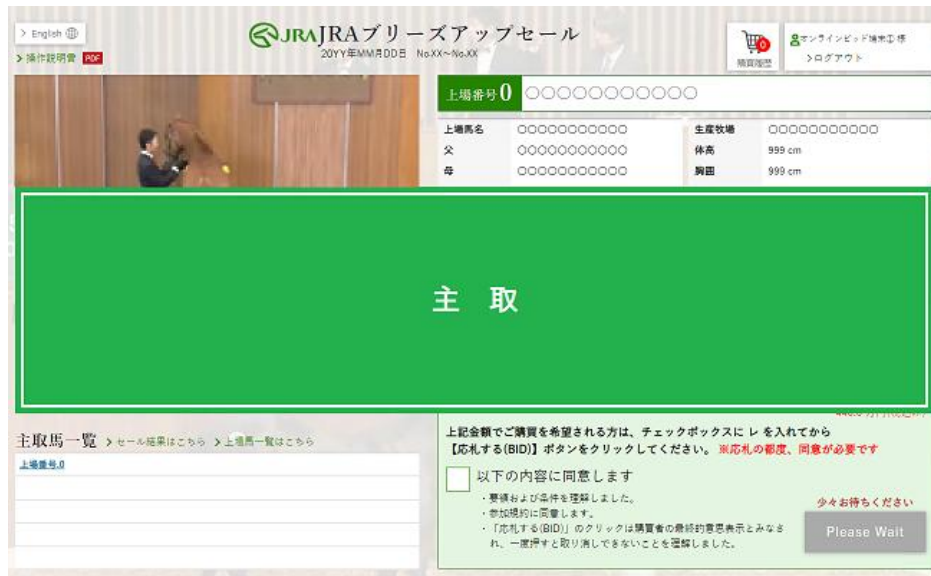 > English
> 操作説明書 PDF
JRA JRAブリーズアップセール
20YY年MM月DD日 No.XX～No.XX
0
購買履歴
オンラインビッド端末① 様
>ログアウト
上場番号 0 ○○○○○○○○○○○
上場馬名 ○○○○○○○○○○○ 生産牧場 ○○○○○○○○○○○
父 ○○○○○○○○○○○ 体高 999 cm
母 ○○○○○○○○○○○ 胸囲 999 cm
主 取
主取馬一覧 > セール結果はこちら > 上場馬一覧はこちら
上場番号.0
上記金額でご購買を希望される方は、チェックボックスに レ を入れてから
【応札する(BID)】ボタンをクリックしてください。 ※応札の都度、同意が必要です
以下の内容に同意します
・要領および条件を理解しました。
・参加規約に同意します。
・「応札する(BID)」のクリックは購買者の最終的意思表示とみなさ
れ、一度押すと取り消しできないことを理解しました。
少々お待ちください
Please Wait